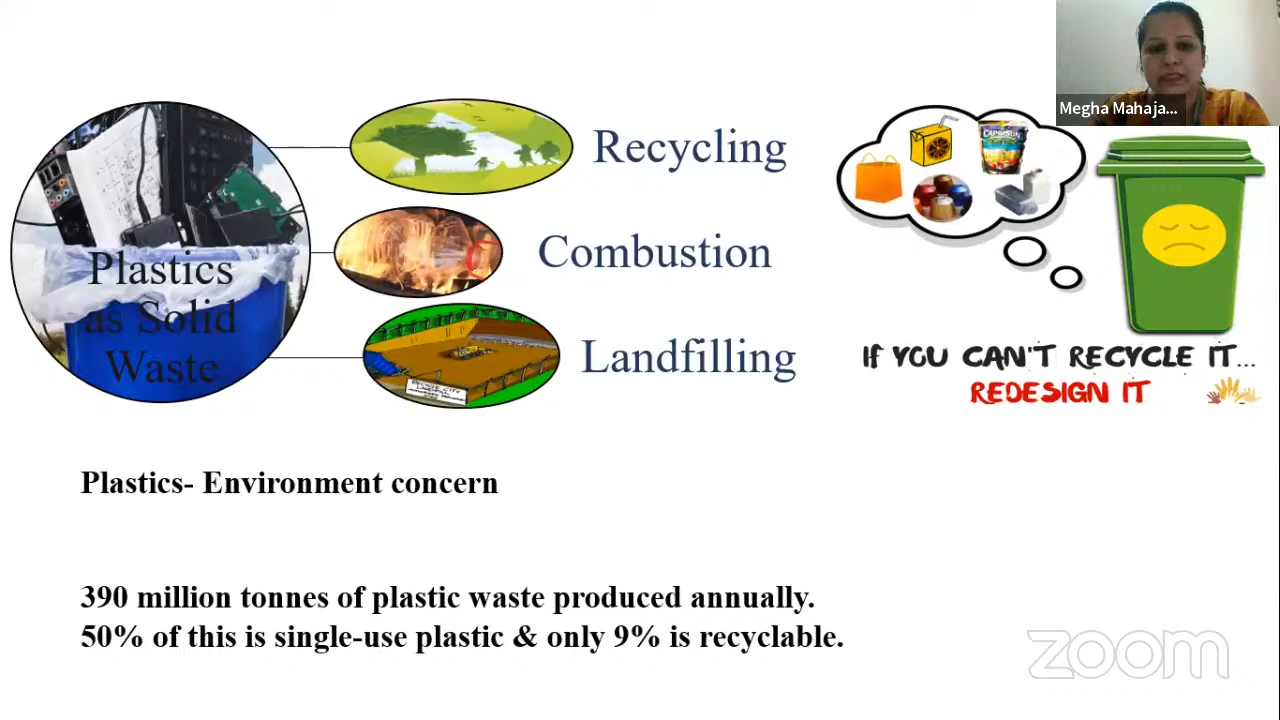 Megha Mahaja...
Plastics
as Solid
Waste
Recycling
Combustion
Landfilling
IF YOU CAN'T RECYCLE IT...
REDESIGN IT
Plastics- Environment concern
390 million tonnes of plastic waste produced annually.
50% of this is single-use plastic & only 9% is recyclable.
zoom